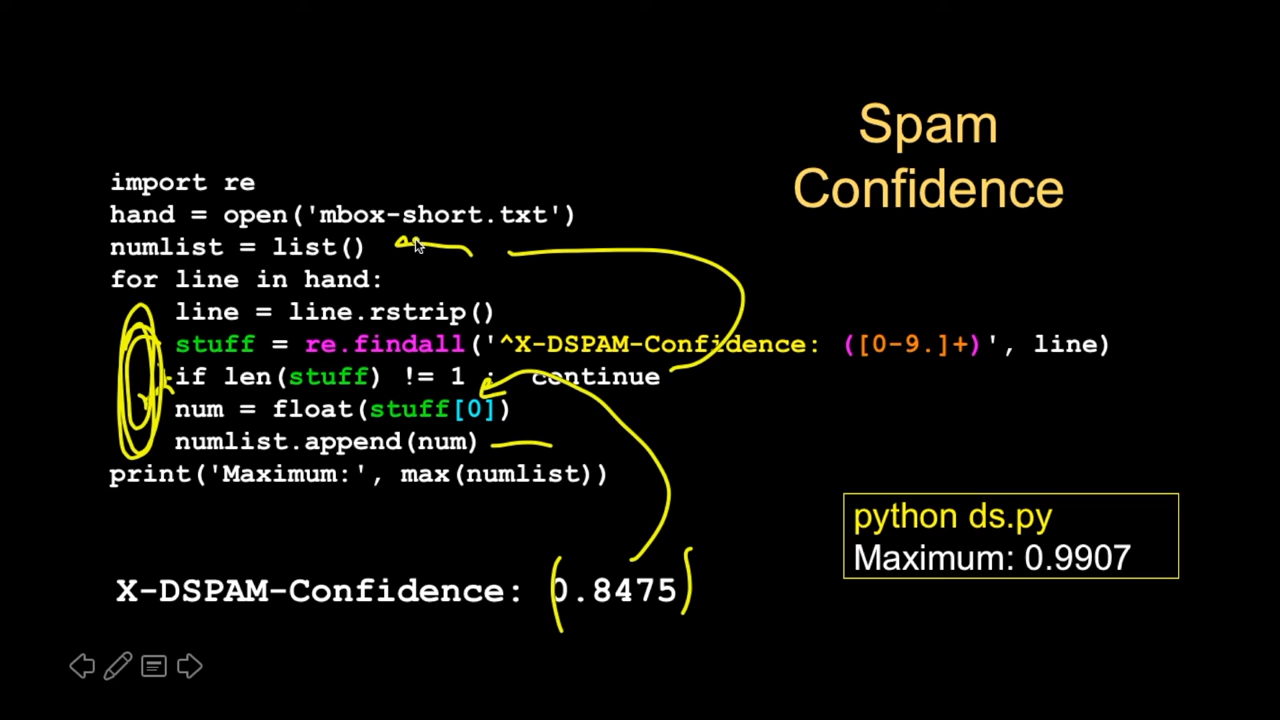 Spam
Confidence
import re
hand = open('mbox-short.txt')
numlist = list()
for line in hand:
    line = line.rstrip()
    stuff = re.findall('^X-DSPAM-Confidence: ([0-9.]+)', line)
    if len(stuff) != 1 : continue
    num = float(stuff[0])
    numlist.append(num)
print('Maximum:', max(numlist))
python ds.py
Maximum: 0.9907
X-DSPAM-Confidence: 0.8475